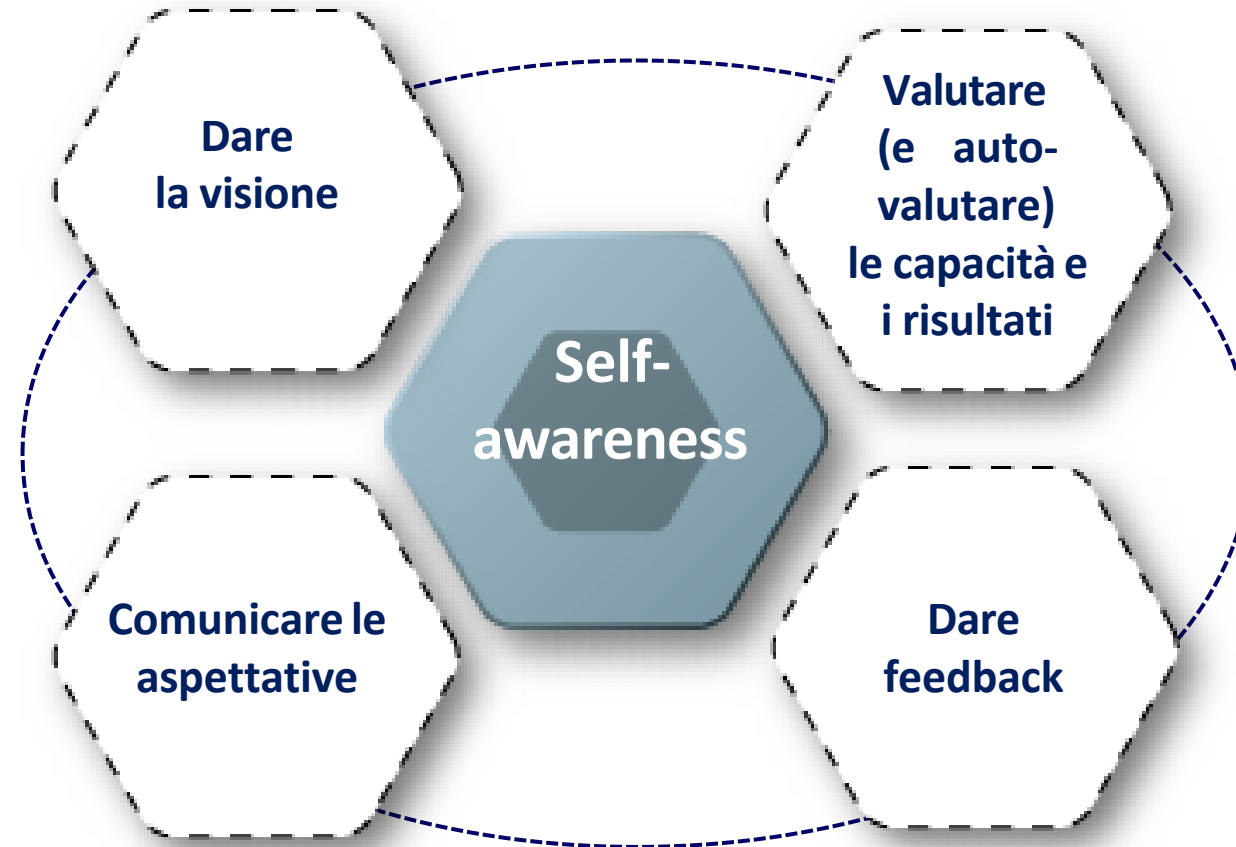 Dare
la visione
Valutare
(e auto-
valutare)
le capacità e
i risultati
Self-
awareness
Comunicare le
aspettative
Dare
feedback